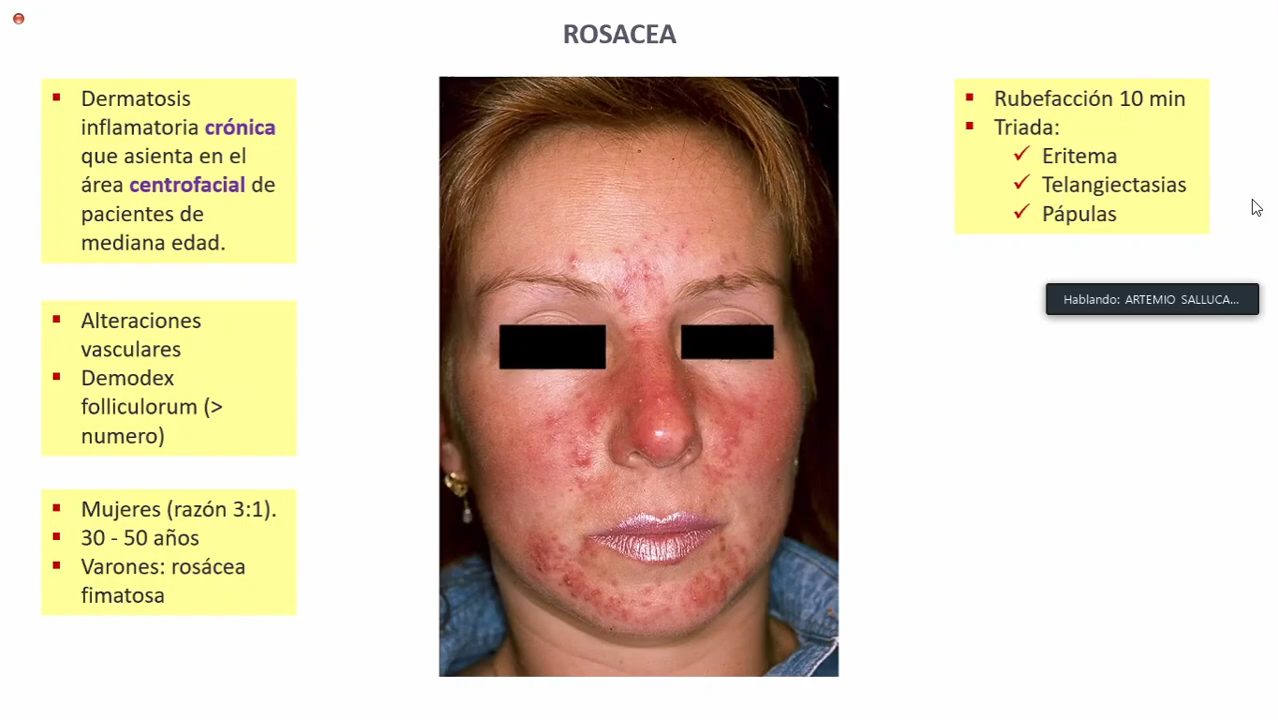 ROSACEA
Dermatosis
inflamatoria crónica
que asienta en el
área centrofacial de
pacientes de
mediana edad.
Alteraciones
vasculares
Demodex
folliculorum (>
numero)
Mujeres (razón 3:1).
30 - 50 años
Varones: rosácea
fimatosa
Rubefacción 10 min
Triada:
Eritema
Telangiectasias
Pápulas
Hablando: ARTEMIO SALLUCA...